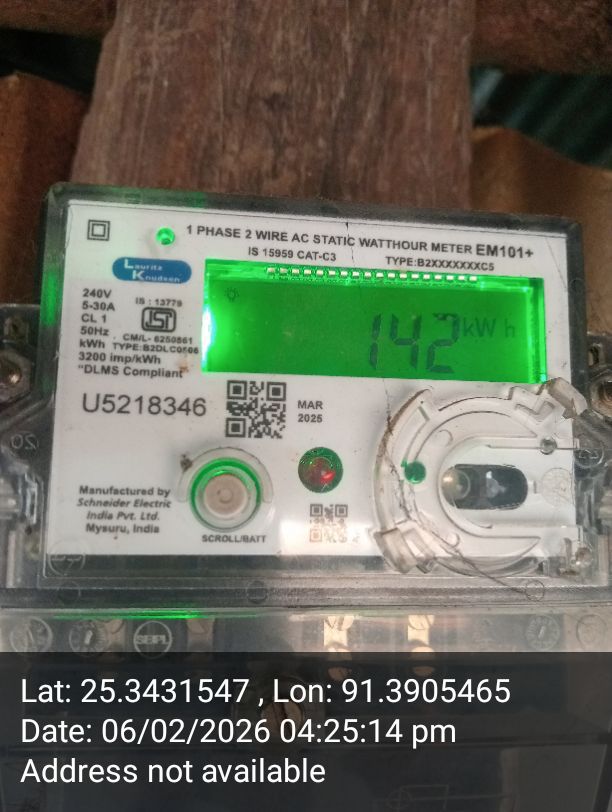 1 PHASE 2 WIRE AC STATIC WATTHOUR METER EM101+
IS 15959 CAT-C3 TYPE:B2XXXXXXXC5
Lauritz
Knudsen
240V
5-30A
CL 1
50Hz
kWh
3200 imp/kWh
"DLMS Compliant"
IS : 13779
ISI
CM/L- 8250861
TYPE:B2DLC0506
142 kWh
U5218346
MAR
2025
Manufactured by
Schneider Electric
India Pvt. Ltd.
Mysuru, India
SCROLL/BATT
SEIPL
Lat: 25.3431547 , Lon: 91.3905465
Date: 06/02/2026 04:25:14 pm
Address not available